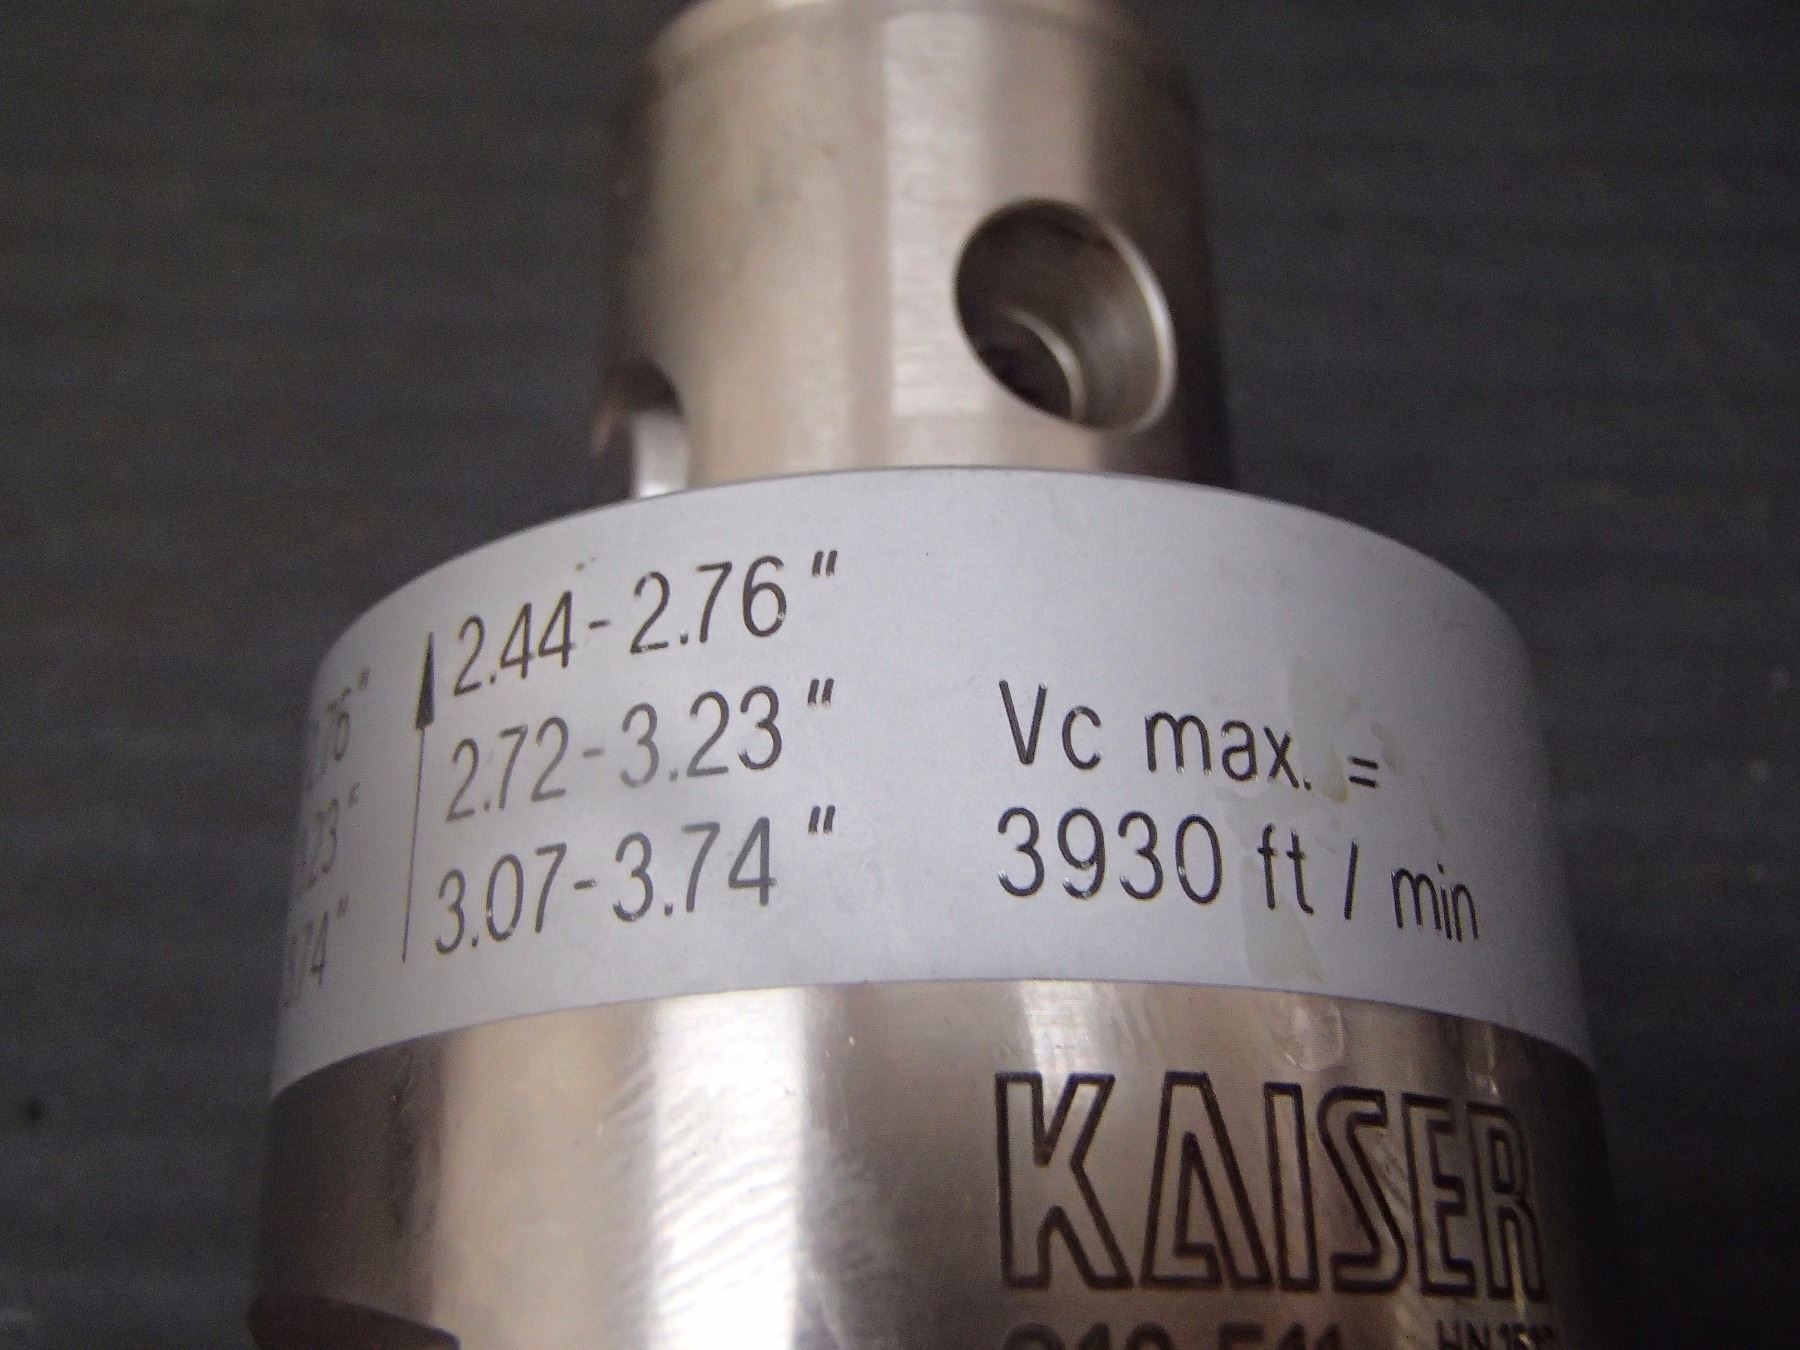 2.44-2.76"
2.72-3.23"
3.07-3.74"
Vc max. =
3930 ft / min
KAISER